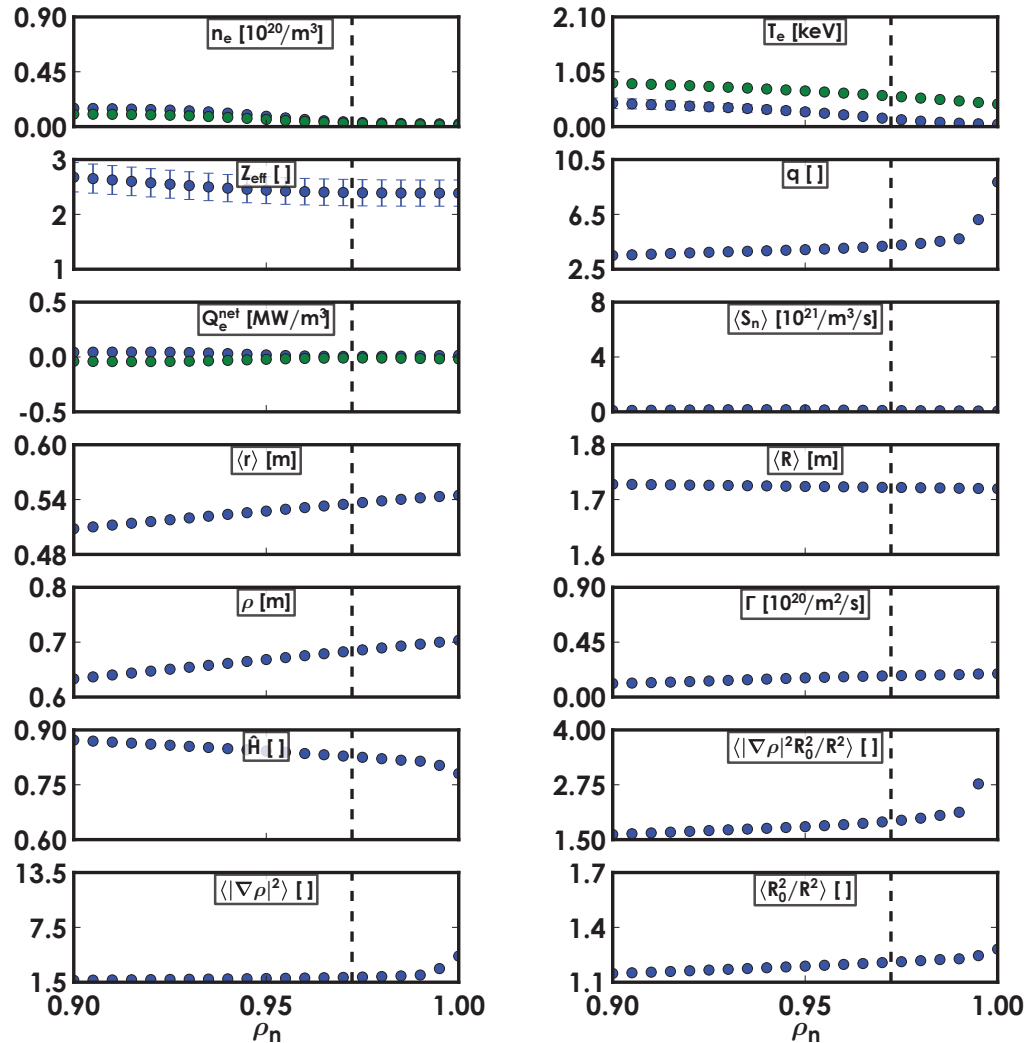 n_e [10^20/m^3]
0.90
0.45
0.00
T_e [keV]
2.10
1.05
0.00
Z_eff [ ]
3
2
1
q [ ]
10.5
6.5
2.5
Q_e^net [MW/m^3]
0.5
0.0
-0.5
⟨S_n⟩ [10^21/m^3/s]
8
4
0
⟨r⟩ [m]
0.60
0.54
0.48
⟨R⟩ [m]
1.8
1.7
1.6
ρ [m]
0.8
0.7
0.6
Γ [10^20/m^2/s]
0.90
0.45
0.00
Ĥ [ ]
0.90
0.75
0.60
⟨|∇ρ|^2R_0^2/R^2⟩ [ ]
4.00
2.75
1.50
⟨|∇ρ|^2⟩ [ ]
13.5
7.5
1.5
0.90 0.95 1.00
ρ_n
⟨R_0^2/R^2⟩ [ ]
1.7
1.4
1.1
0.90 0.95 1.00
ρ_n